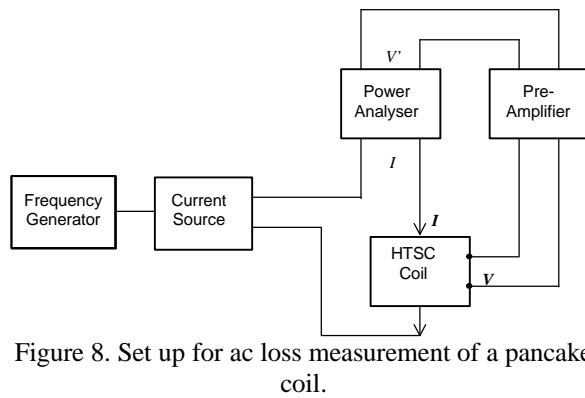 V'
Power
Analyser
Pre-
Amplifier
I
Frequency
Generator
Current
Source
I
HTSC
Coil
V
Figure 8. Set up for ac loss measurement of a pancake
coil.